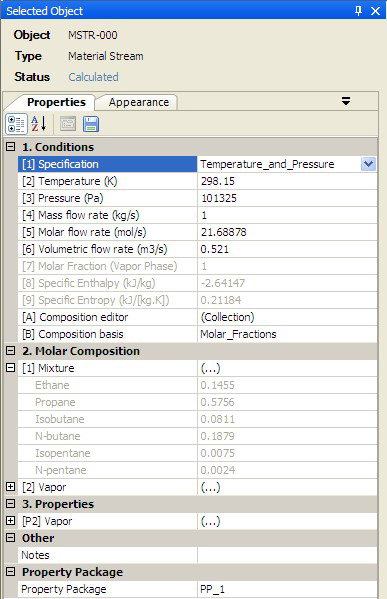 Selected Object
Object MSTR-000
Type Material Stream
Status Calculated
Properties Appearance
1. Conditions
[1] Specification Temperature_and_Pressure
[2] Temperature (K) 298.15
[3] Pressure (Pa) 101325
[4] Mass flow rate (kg/s) 1
[5] Molar flow rate (mol/s) 21.68878
[6] Volumetric flow rate (m3/s) 0.521
[7] Molar Fraction (Vapor Phase) 1
[8] Specific Enthalpy (kJ/kg) -2.64147
[9] Specific Entropy (kJ/[kg.K]) 0.21184
[A] Composition editor (Collection)
[B] Composition basis Molar_Fractions
2. Molar Composition
[1] Mixture (...)
Ethane 0.1455
Propane 0.5756
Isobutane 0.0811
N-butane 0.1879
Isopentane 0.0075
N-pentane 0.0024
[2] Vapor (...)
3. Properties
[P2] Vapor (...)
Other
Notes
Property Package
Property Package PP_1